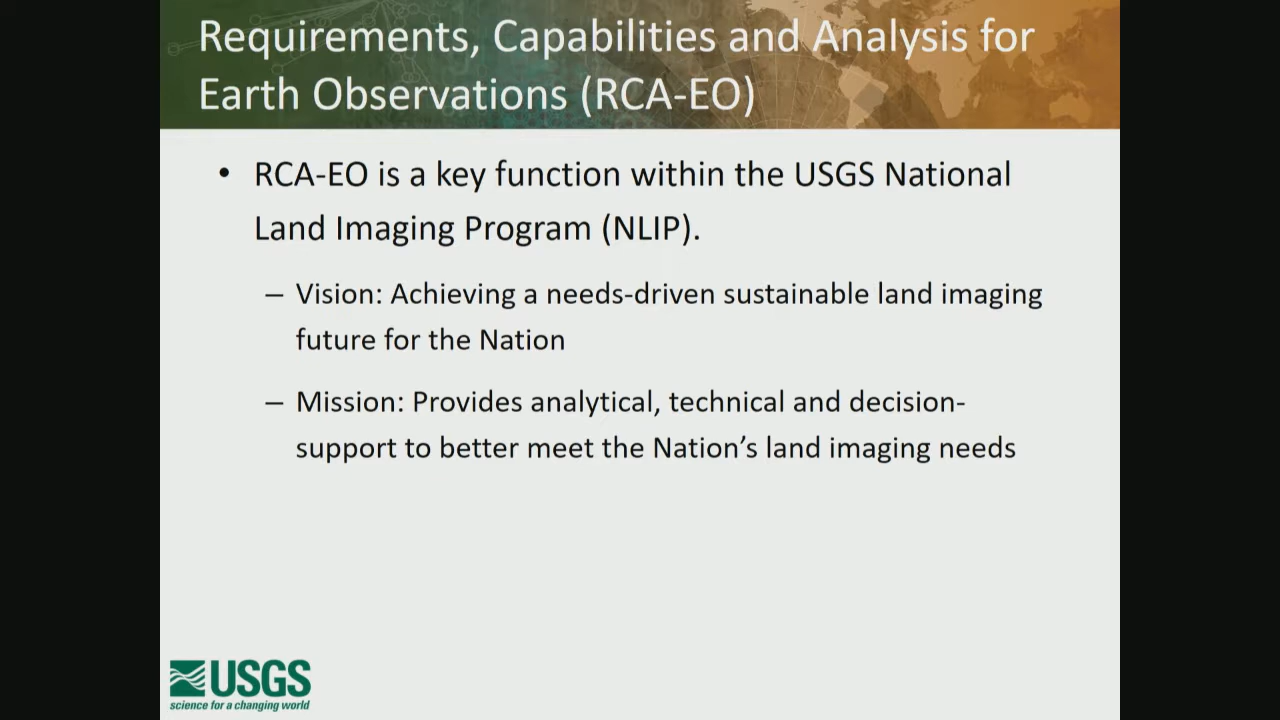 Requirements, Capabilities and Analysis for
Earth Observations (RCA-EO)
• RCA-EO is a key function within the USGS National
Land Imaging Program (NLIP).
– Vision: Achieving a needs-driven sustainable land imaging
future for the Nation
– Mission: Provides analytical, technical and decision-
support to better meet the Nation's land imaging needs
USGS
science for a changing world